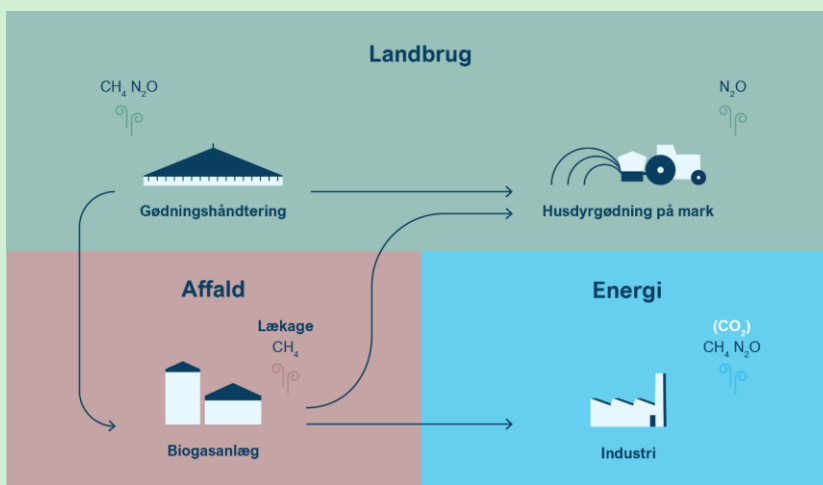 Landbrug
CH₄ N₂O
N₂O
Gødningshåndtering
Husdyrgødning på mark
Affald
Energi
Lækage
CH₄
(CO₂)
CH₄ N₂O
Biogasanlæg
Industri